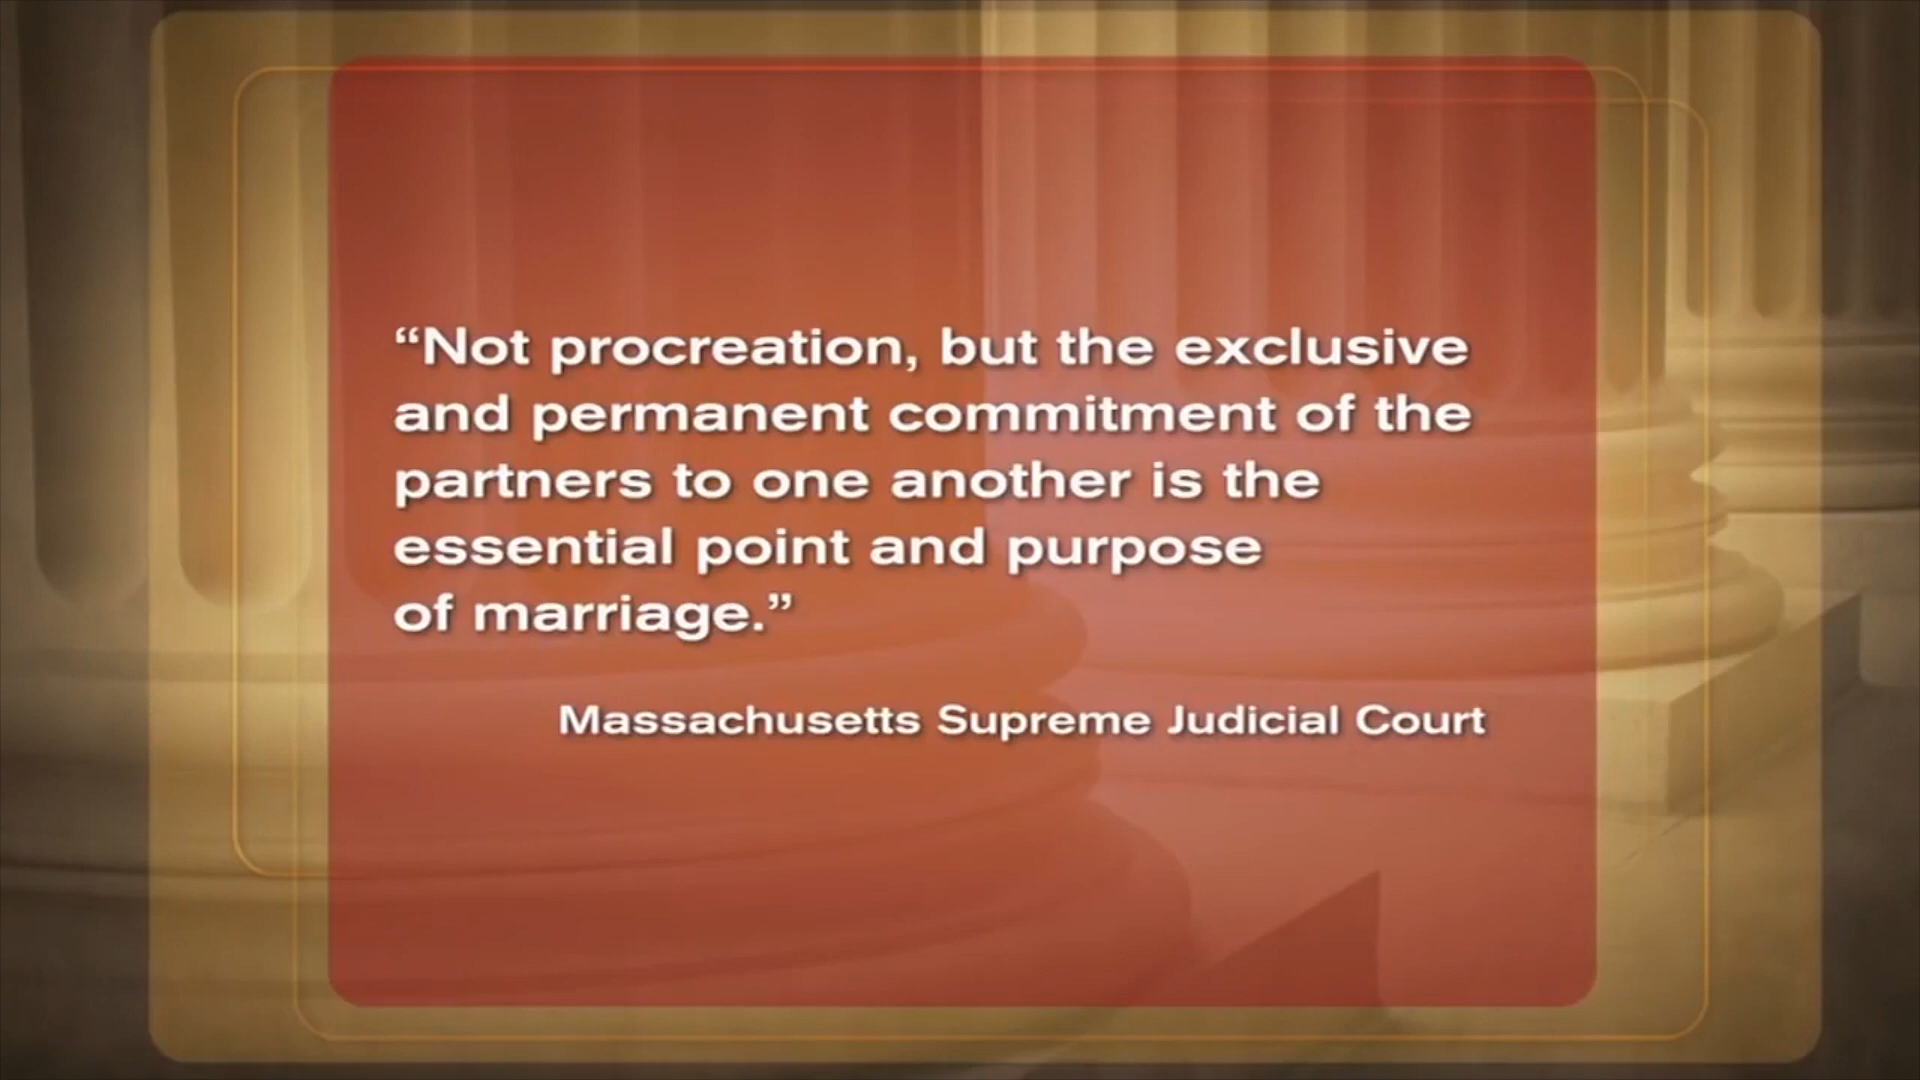 “Not procreation, but the exclusive
and permanent commitment of the
partners to one another is the
essential point and purpose
of marriage.”
Massachusetts Supreme Judicial Court